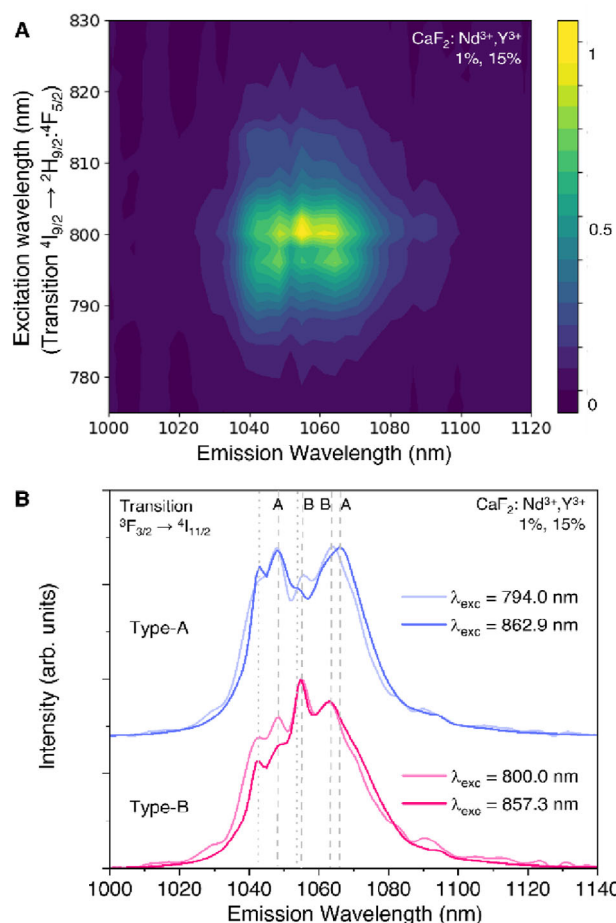 A
CaF₂: Nd³⁺,Y³⁺
1%, 15%
Excitation wavelength (nm)
(Transition ⁴I₉/₂ → ²H₉/₂:⁴F₅/₂)
830
820
810
800
790
780
1000
1020
1040
1060
1080
1100
1120
Emission Wavelength (nm)
1
0.5
0
B
Transition
³F₃/₂ → ⁴I₁₁/₂
A
B
B
A
CaF₂: Nd³⁺,Y³⁺
1%, 15%
λexc = 794.0 nm
λexc = 862.9 nm
Type-A
λexc = 800.0 nm
λexc = 857.3 nm
Type-B
Intensity (arb. units)
1000
1020
1040
1060
1080
1100
1120
1140
Emission Wavelength (nm)